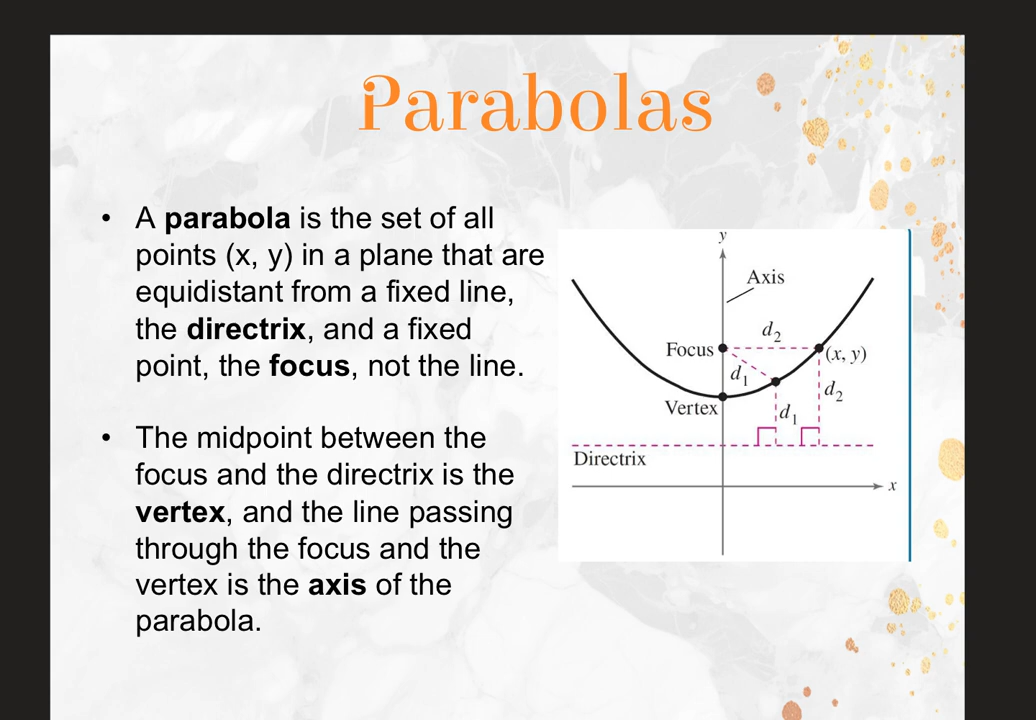 Parabolas
• A parabola is the set of all
points (x, y) in a plane that are
equidistant from a fixed line,
the directrix, and a fixed
point, the focus, not the line.
• The midpoint between the
focus and the directrix is the
vertex, and the line passing
through the focus and the
vertex is the axis of the
parabola.
y
Axis
d2
Focus
(x, y)
d1
d2
Vertex
d1
Directrix
x